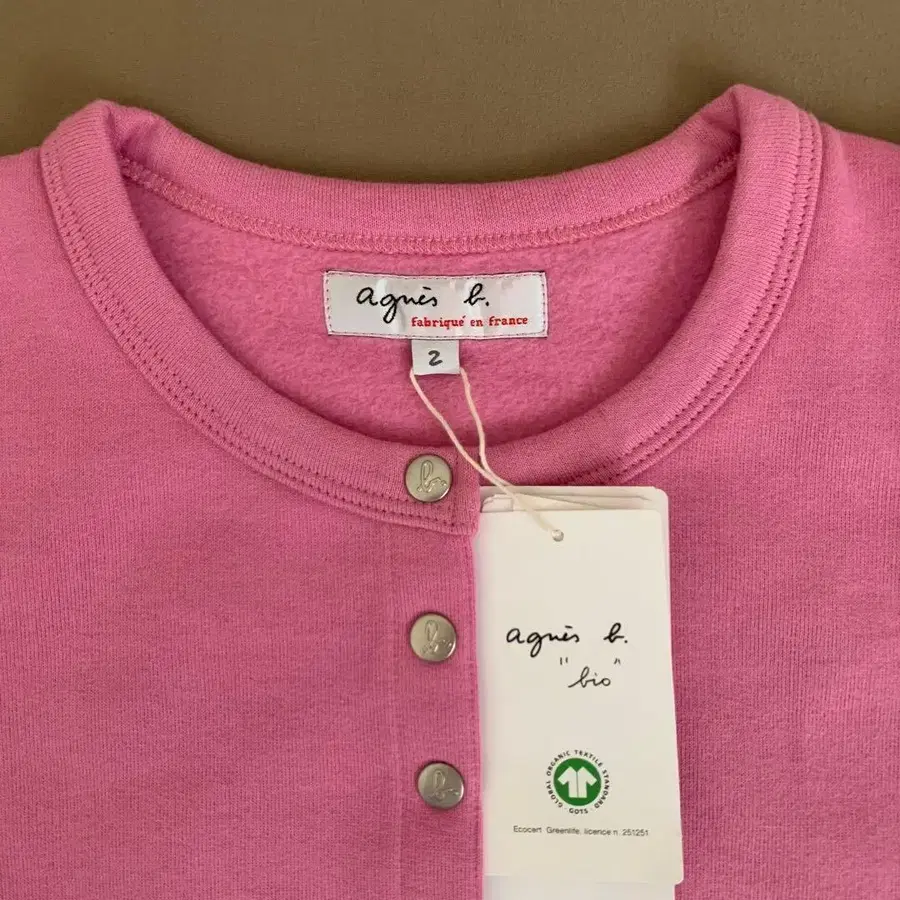 agnès b.
fabriqué en france
2
agnès b.
"bio"
GLOBAL ORGANIC TEXTILE STANDARD · GOTS ·
Ecocert Greenlife, licence n. 251251